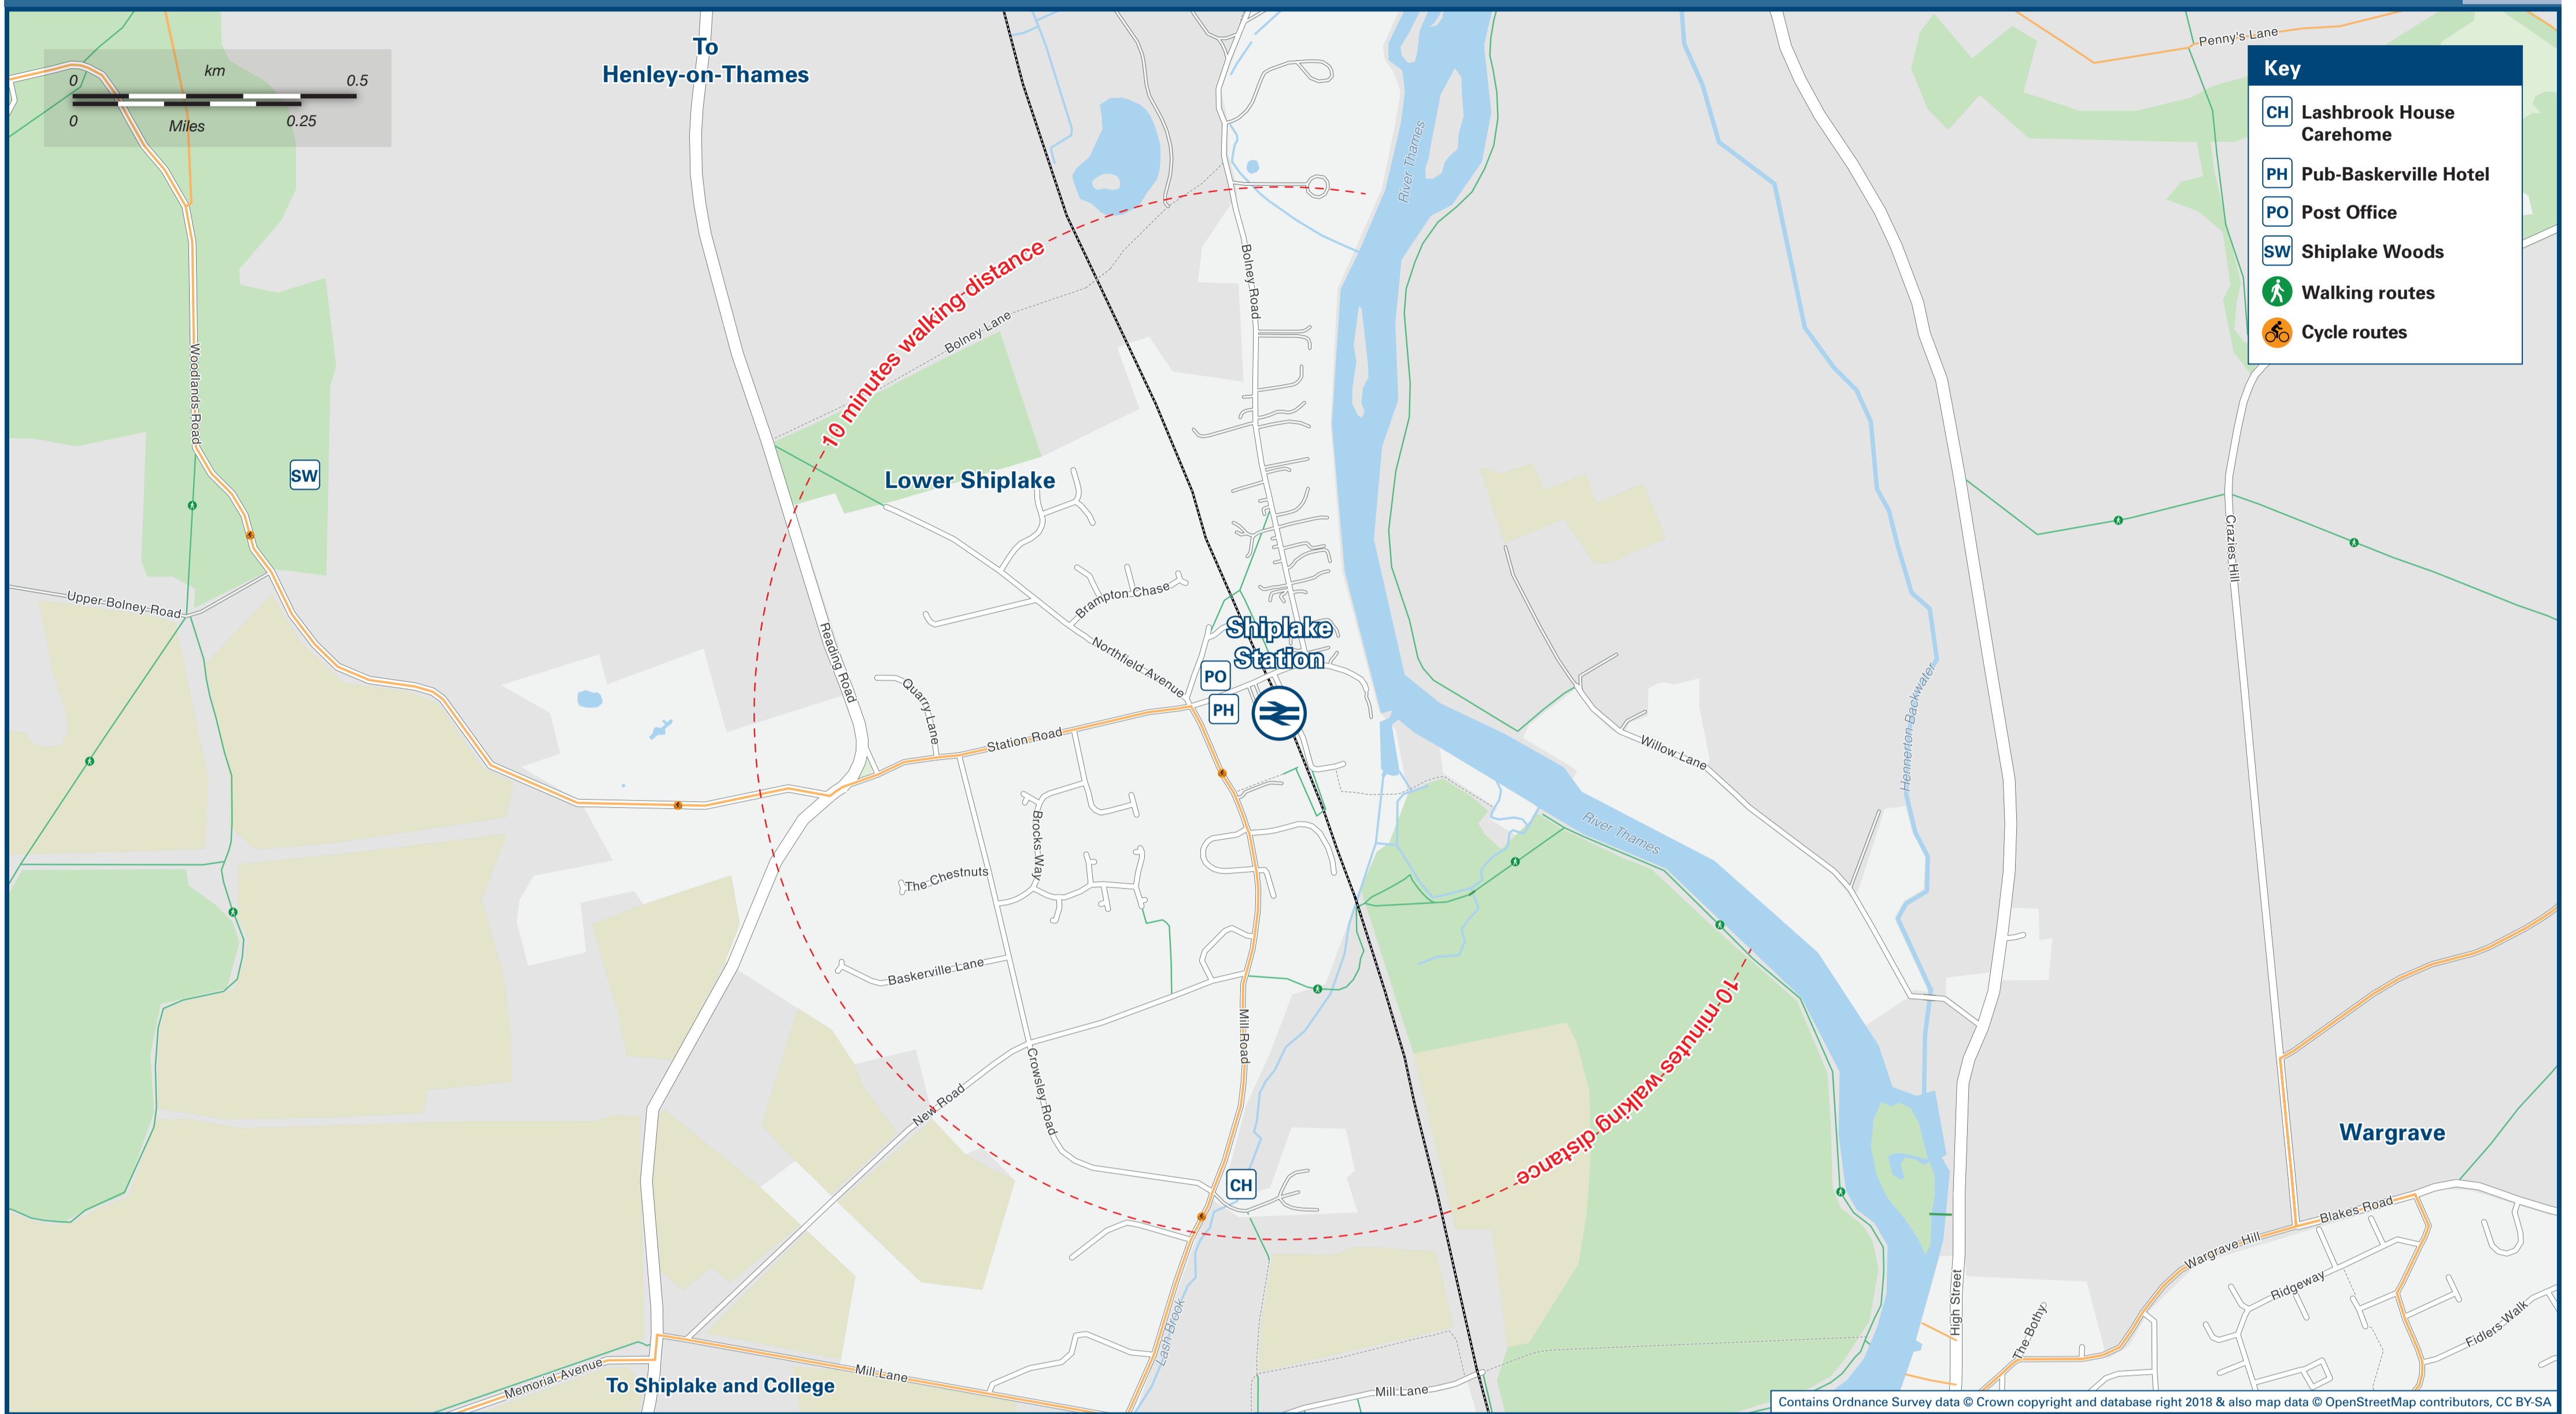 To
Henley-on-Thames
km
0 0.5
0 0.25
Miles
Penny's Lane
Key
CH Lashbrook House
Carehome
PH Pub-Baskerville Hotel
PO Post Office
SW Shiplake Woods
Walking routes
Cycle routes
River Thames
10 minutes walking distance
Bolney Road
Bolney Lane
Woodlands Road
SW
Lower Shiplake
Crazies Hill
Upper Bolney Road
Brampton Chase
Shiplake
Station
Reading Road
Northfield Avenue
PO
PH
Quarry Lane
Station Road
Willow Lane
Hennerton Backwater
River Thames
Brocks Way
The Chestnuts
Baskerville Lane
Mill Road
10 minutes walking distance
New Road
Crowsley Road
CH
Wargrave
Blakes Road
Wargrave Hill
Ridgeway
High Street
The Bothy
Fidlers Walk
Lash Brook
Memorial Avenue
To Shiplake and College
Mill Lane
Mill Lane
Contains Ordnance Survey data © Crown copyright and database right 2018 & also map data © OpenStreetMap contributors, CC BY-SA